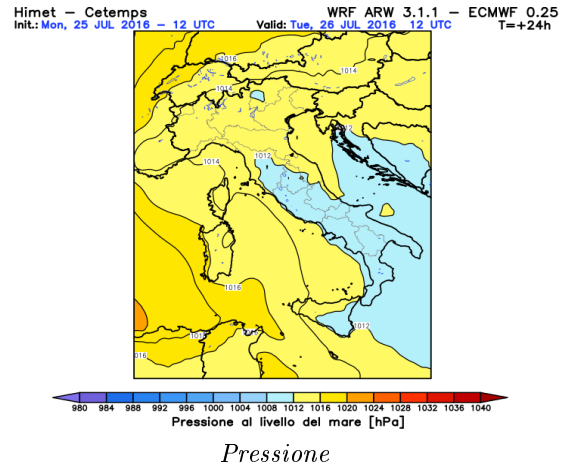 Himet - Cetemps WRF ARW 3.1.1 - ECMWF 0.25
Init.: Mon, 25 JUL 2016 - 12 UTC Valid: Tue, 26 JUL 2016 12 UTC T=+24h
1016
1014
1014
1012
1014
1016
1012
016
980 984 988 992 996 1000 1004 1008 1012 1016 1020 1024 1028 1032 1036 1040
Pressione al livello del mare [hPa]
Pressione